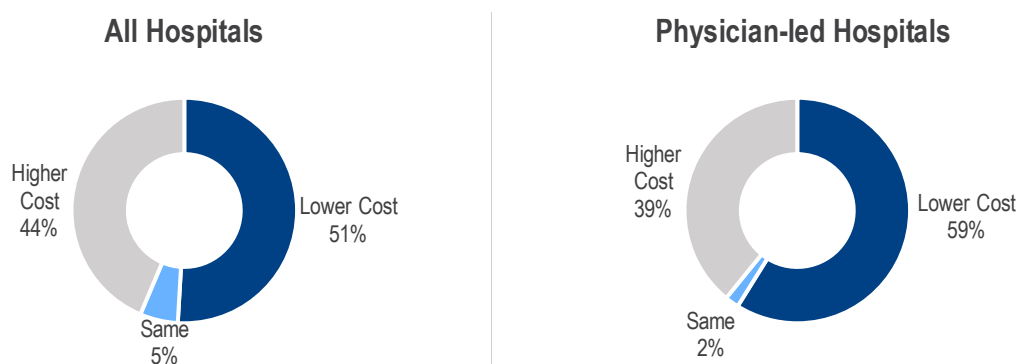 All Hospitals
Higher
Cost
44%
Lower Cost
51%
Same
5%
Physician-led Hospitals
Higher
Cost
39%
Lower Cost
59%
Same
2%